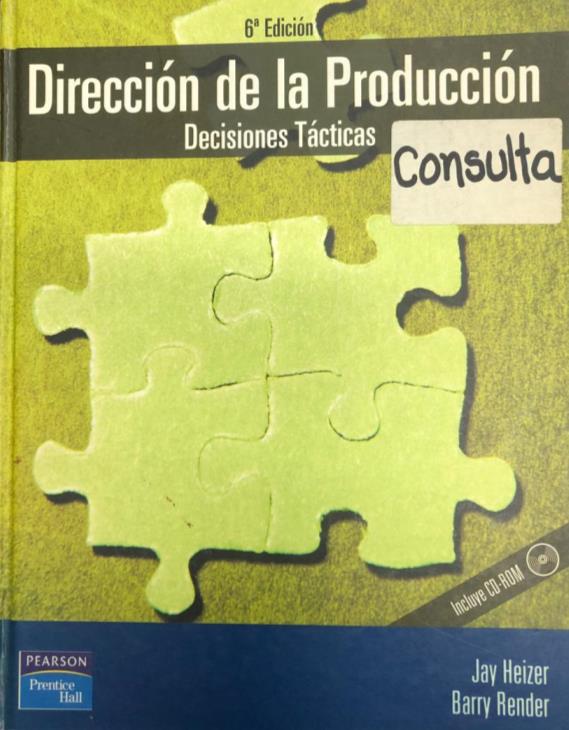 6ª Edición
Dirección de la Producción
Decisiones Tácticas
Consulta
Incluye CD-ROM
PEARSON
Prentice
Hall
Jay Heizer
Barry Render